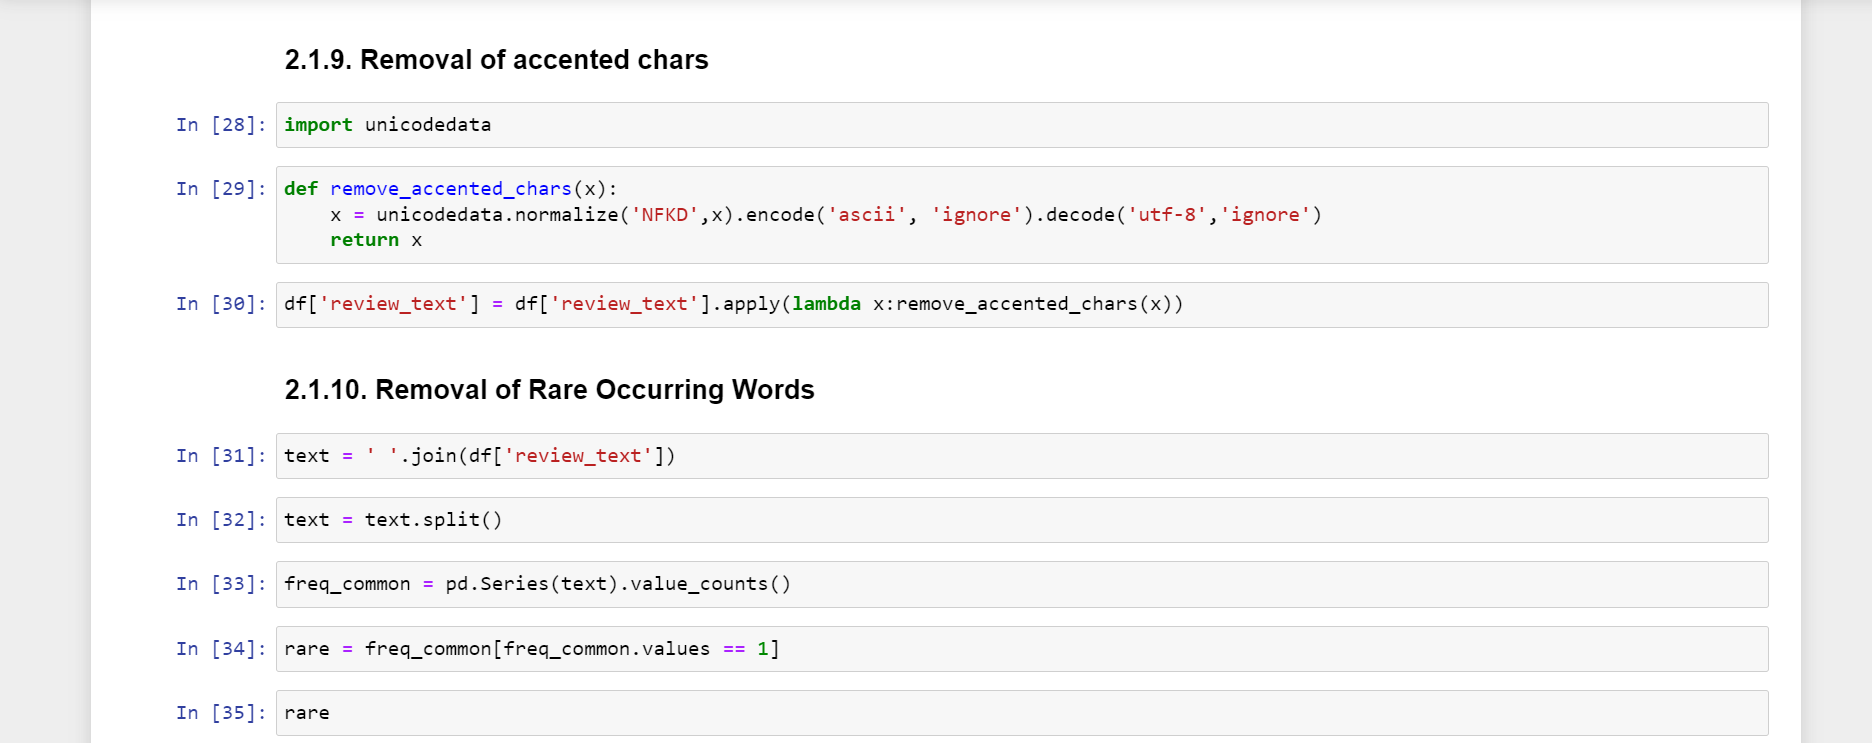 2.1.9. Removal of accented chars
In [28]: import unicodedata
In [29]: def remove_accented_chars(x):
    x = unicodedata.normalize('NFKD',x).encode('ascii', 'ignore').decode('utf-8','ignore')
    return x
In [30]: df['review_text'] = df['review_text'].apply(lambda x:remove_accented_chars(x))
2.1.10. Removal of Rare Occurring Words
In [31]: text = ' '.join(df['review_text'])
In [32]: text = text.split()
In [33]: freq_common = pd.Series(text).value_counts()
In [34]: rare = freq_common[freq_common.values == 1]
In [35]: rare